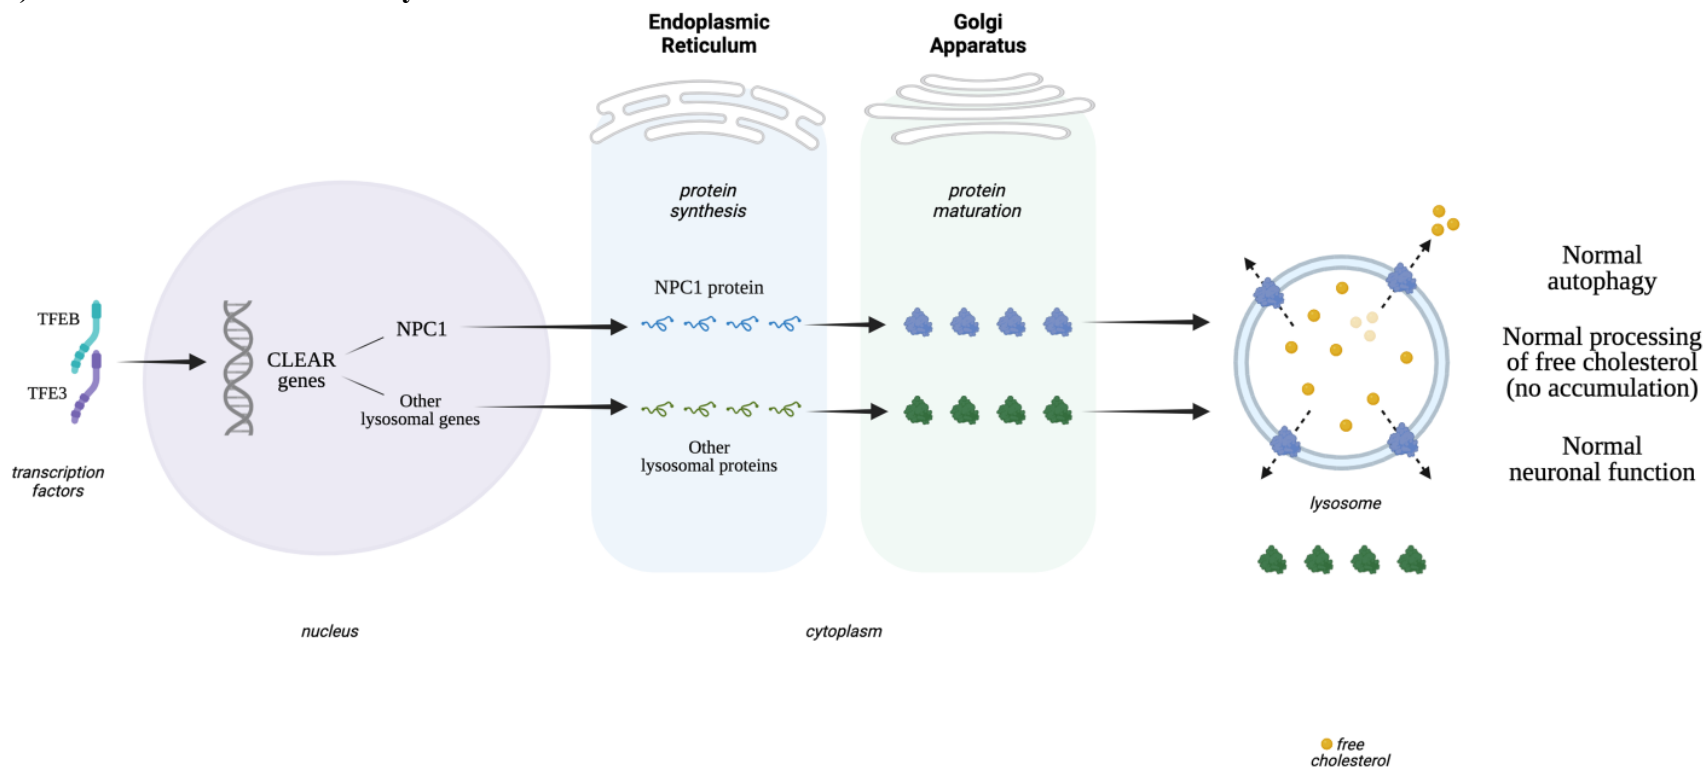 Endoplasmic
Reticulum
Golgi
Apparatus
protein
synthesis
protein
maturation
TFEB
TFE3
transcription
factors
CLEAR
genes
NPC1
Other
lysosomal genes
NPC1 protein
Other
lysosomal proteins
lysosome
Normal
autophagy
Normal processing
of free cholesterol
(no accumulation)
Normal
neuronal function
nucleus
cytoplasm
free
cholesterol